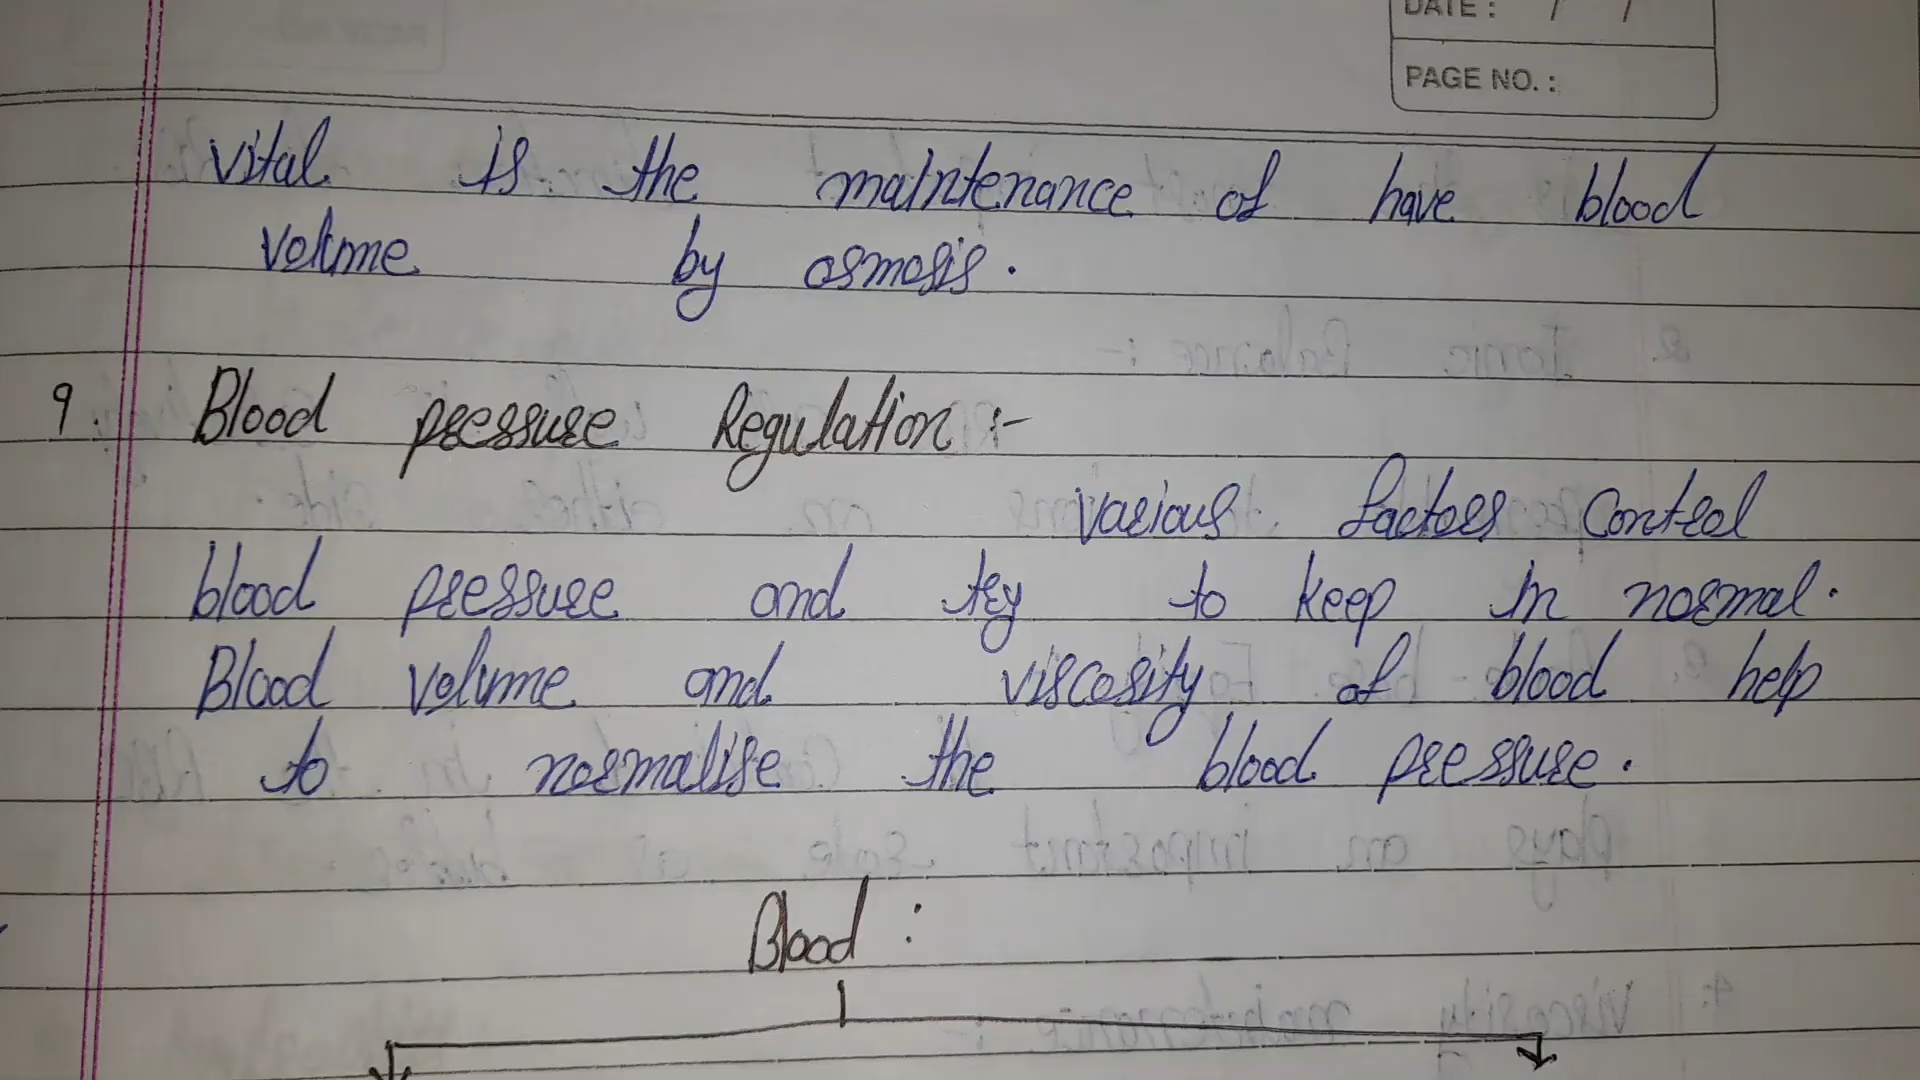 DATE : / /
PAGE NO. :
vital is the maintenance of have blood
volume by osmosis.
9. Blood pressure Regulation :-
various factors control
blood pressure and try to keep in normal.
Blood volume and viscosity of blood help
to normalise the blood pressure.
Blood :